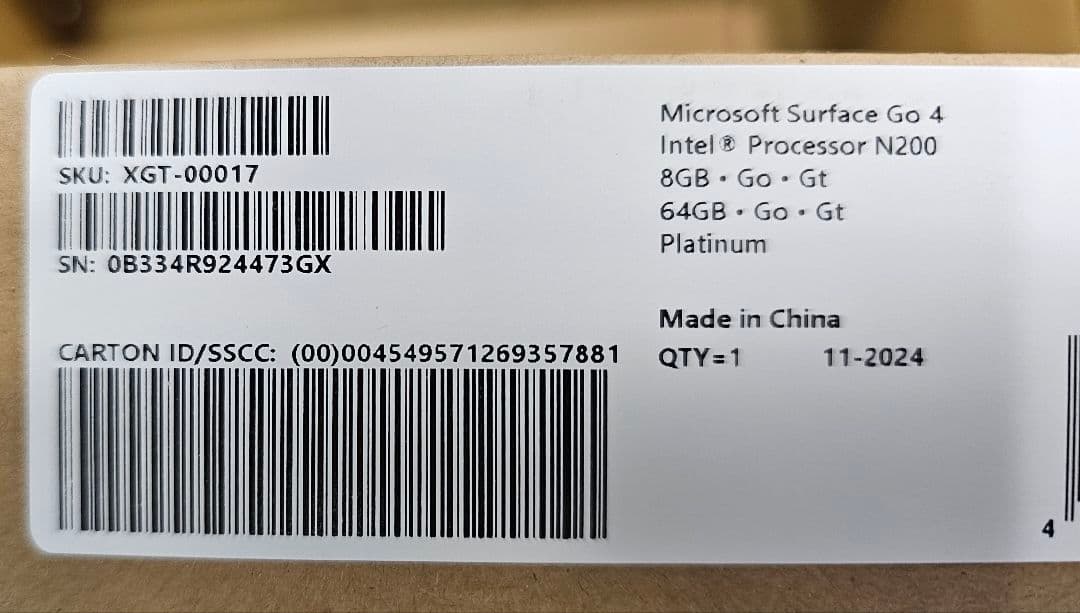 SKU: XGT-00017
SN: 0B334R924473GX
CARTON ID/SSCC: (00)004549571269357881
Microsoft Surface Go 4
Intel® Processor N200
8GB • Go • Gt
64GB • Go • Gt
Platinum
Made in China
QTY=1 11-2024
4